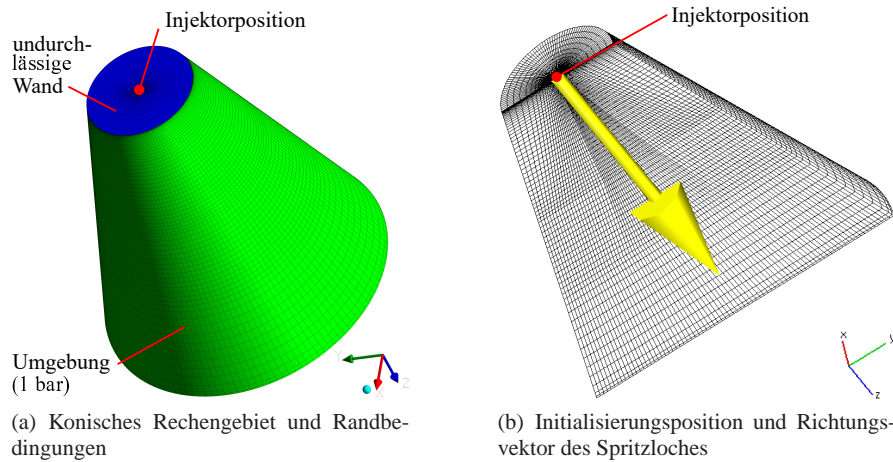 Injektorposition
undurch-
lässige
Wand
Umgebung
(1 bar)
Y
X
Z
(a) Konisches Rechengebiet und Randbe-
dingungen
Injektorposition
x
y
z
(b) Initialisierungsposition und Richtungs-
vektor des Spritzloches